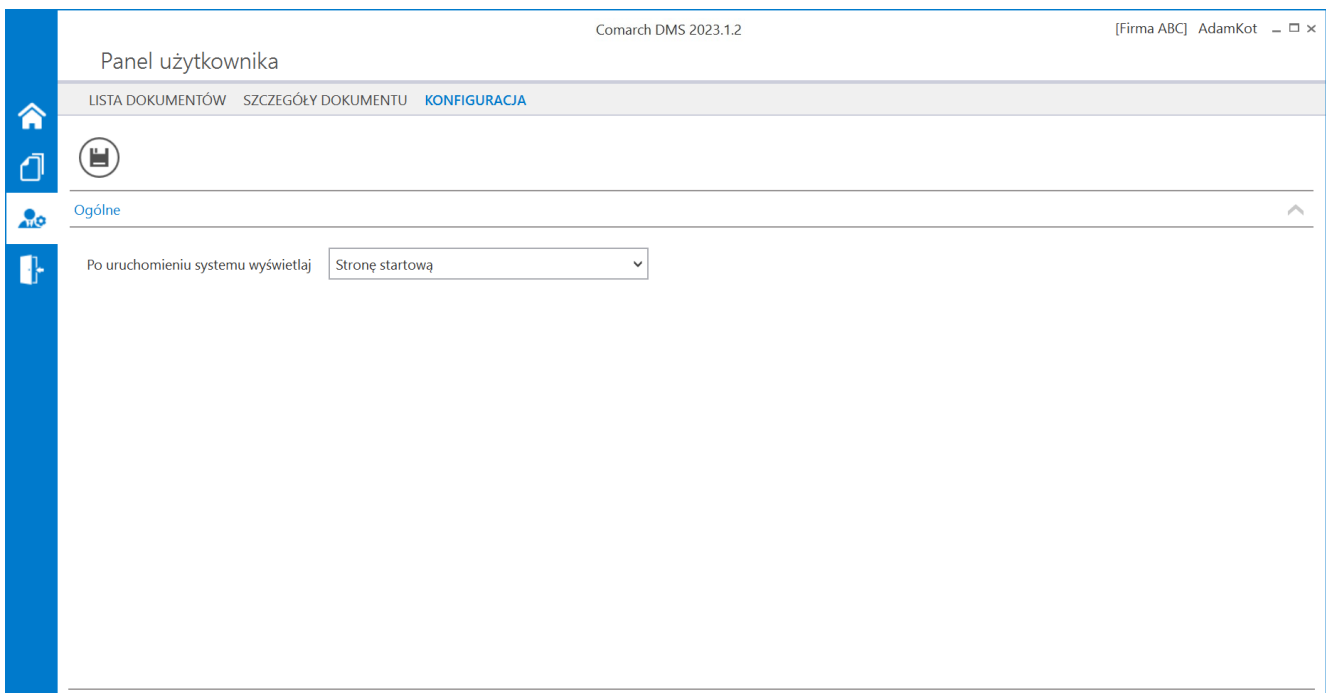 Comarch DMS 2023.1.2
[Firma ABC] AdamKot
Panel użytkownika
LISTA DOKUMENTÓW SZCZEGÓŁY DOKUMENTU KONFIGURACJA
Ogólne
Po uruchomieniu systemu wyświetlaj Stronę startową